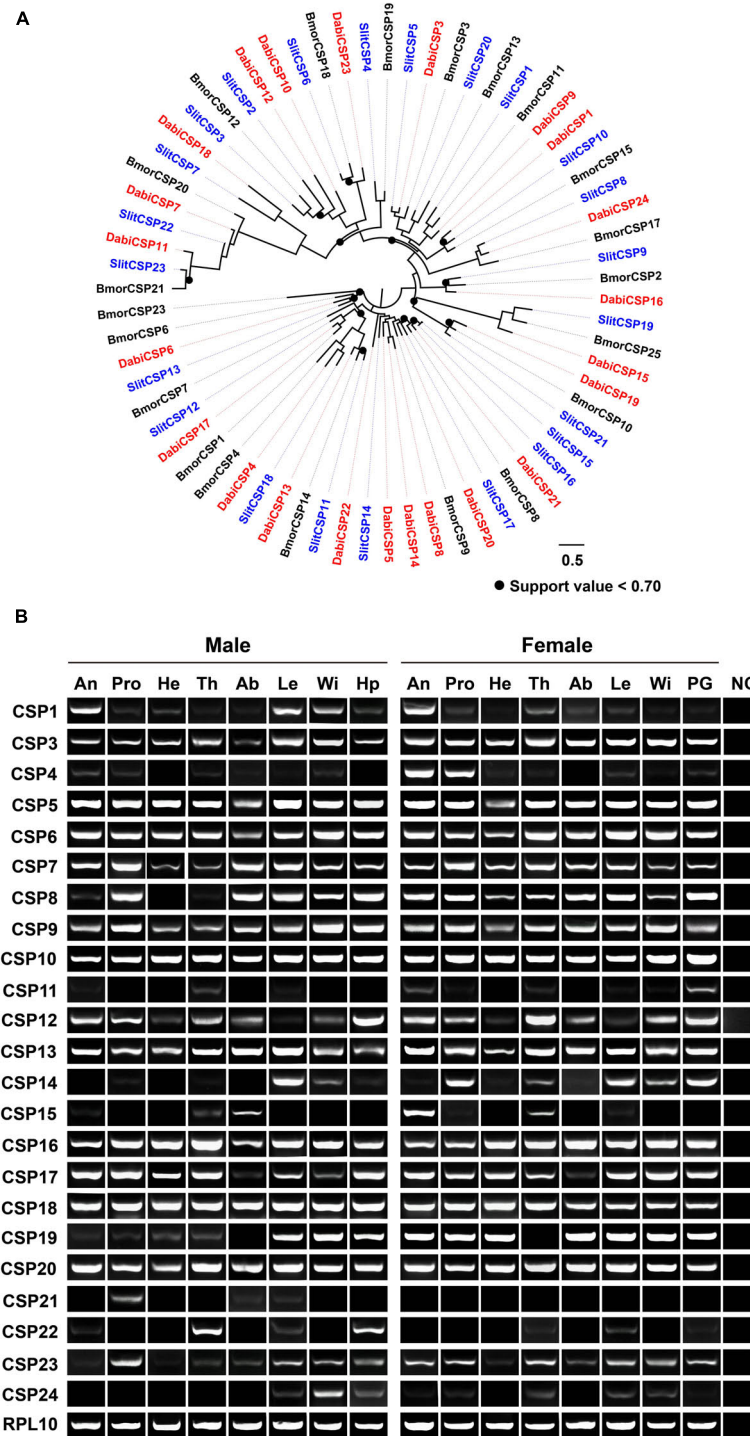 A
BmorCSP19
SlitCSP5
DabiCSP3
BmorCSP3
SlitCSP20
BmorCSP13
SlitCSP1
BmorCSP11
DabiCSP9
DabiCSP1
SlitCSP10
BmorCSP15
SlitCSP8
DabiCSP24
BmorCSP17
SlitCSP9
BmorCSP2
DabiCSP16
SlitCSP19
BmorCSP25
DabiCSP15
DabiCSP19
BmorCSP10
SlitCSP21
SlitCSP15
SlitCSP16
DabiCSP21
BmorCSP8
SlitCSP17
DabiCSP20
BmorCSP9
DabiCSP8
DabiCSP14
DabiCSP5
SlitCSP14
DabiCSP22
SlitCSP11
BmorCSP14
DabiCSP13
SlitCSP18
DabiCSP4
BmorCSP4
BmorCSP1
DabiCSP17
SlitCSP12
BmorCSP7
SlitCSP13
DabiCSP6
BmorCSP6
BmorCSP23
BmorCSP21
SlitCSP23
DabiCSP11
SlitCSP22
DabiCSP7
BmorCSP20
SlitCSP7
DabiCSP18
SlitCSP3
BmorCSP12
SlitCSP2
DabiCSP12
DabiCSP10
SlitCSP6
BmorCSP18
DabiCSP23
SlitCSP4
0.5
Support value < 0.70
B
Male Female
An Pro He Th Ab Le Wi Hp An Pro He Th Ab Le Wi PG NC
CSP1
CSP3
CSP4
CSP5
CSP6
CSP7
CSP8
CSP9
CSP10
CSP11
CSP12
CSP13
CSP14
CSP15
CSP16
CSP17
CSP18
CSP19
CSP20
CSP21
CSP22
CSP23
CSP24
RPL10